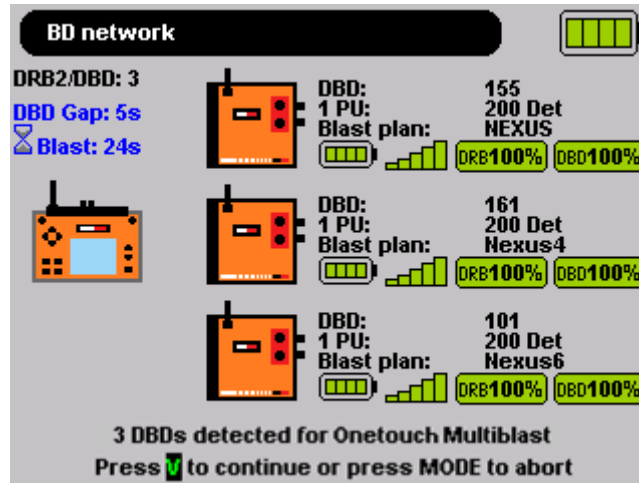 BD network
DRB2/DBD: 3
DBD Gap: 5s
Blast: 24s
DBD: 155
1 PU: 200 Det
Blast plan: NEXUS
DRB100% DBD100%
DBD: 161
1 PU: 200 Det
Blast plan: Nexus4
DRB100% DBD100%
DBD: 101
1 PU: 200 Det
Blast plan: Nexus6
DRB100% DBD100%
3 DBDs detected for Onetouch Multiblast
Press V to continue or press MODE to abort